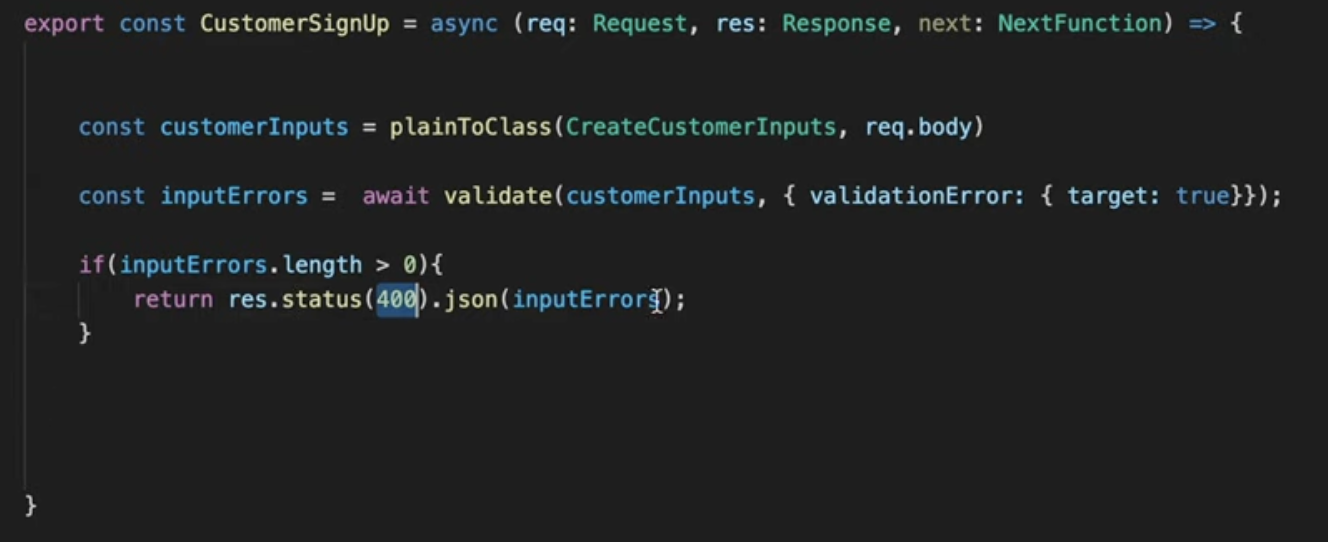 export const CustomerSignUp = async (req: Request, res: Response, next: NextFunction) => {
const customerInputs = plainToClass(CreateCustomerInputs, req.body)
const inputErrors =  await validate(customerInputs, { validationError: { target: true}});
if(inputErrors.length > 0){
return res.status(400).json(inputErrors);
}
}